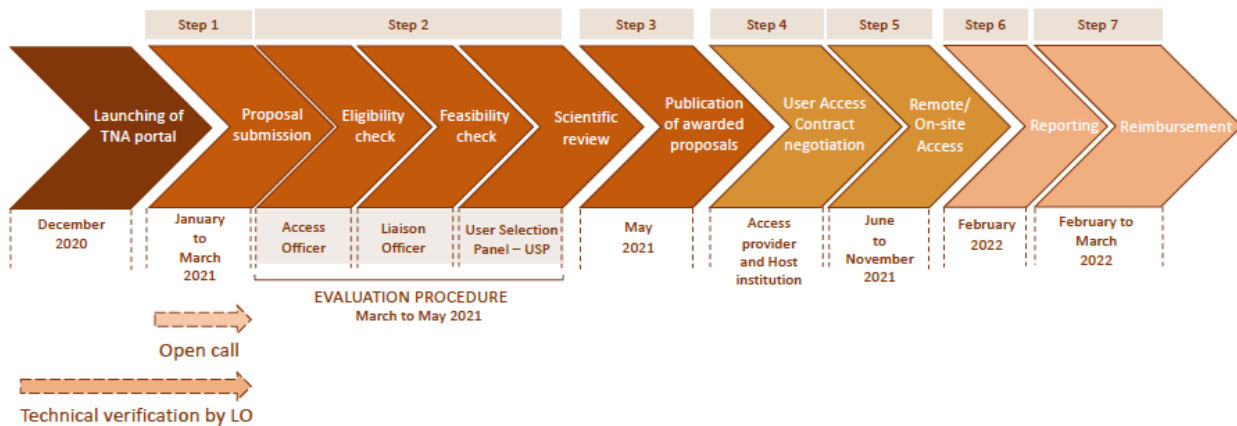 Step 1
Step 2
Step 3
Step 4
Step 5
Step 6
Step 7
Launching of
TNA portal
Proposal
submission
Eligibility
check
Feasibility
check
Scientific
review
Publication
of awarded
proposals
User Access
Contract
negotiation
Remote/
On-site
Access
Reporting
Reimbursement
December
2020
January
to
March
2021
Access
Officer
Liaison
Officer
User Selection
Panel – USP
May
2021
Access
provider
and Host
institution
June
to
November
2021
February
2022
February to
March
2022
EVALUATION PROCEDURE
March to May 2021
Open call
Technical verification by LO